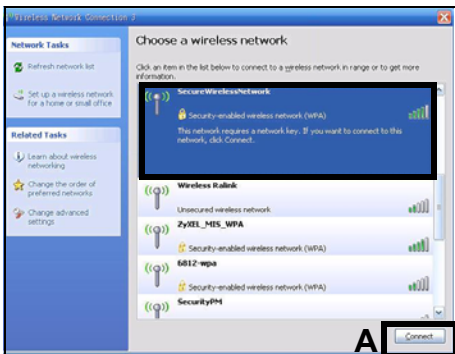 Wireless Network Connection 3
Network Tasks
Refresh network list
Set up a wireless network
for a home or small office
Related Tasks
Learn about wireless
networking
Change the order of
preferred networks
Change advanced
settings
Choose a wireless network
Click an item in the list below to connect to a wireless network in range or to get more
information.
SecureWirelessNetwork
Security-enabled wireless network (WPA)
This network requires a network key. If you want to connect to this
network, click Connect.
Wireless Ralink
Unsecured wireless network
ZyXEL_MIS_WPA
Security-enabled wireless network (WPA)
6812-wpa
Security-enabled wireless network (WPA)
SecurityPM
A
Connect